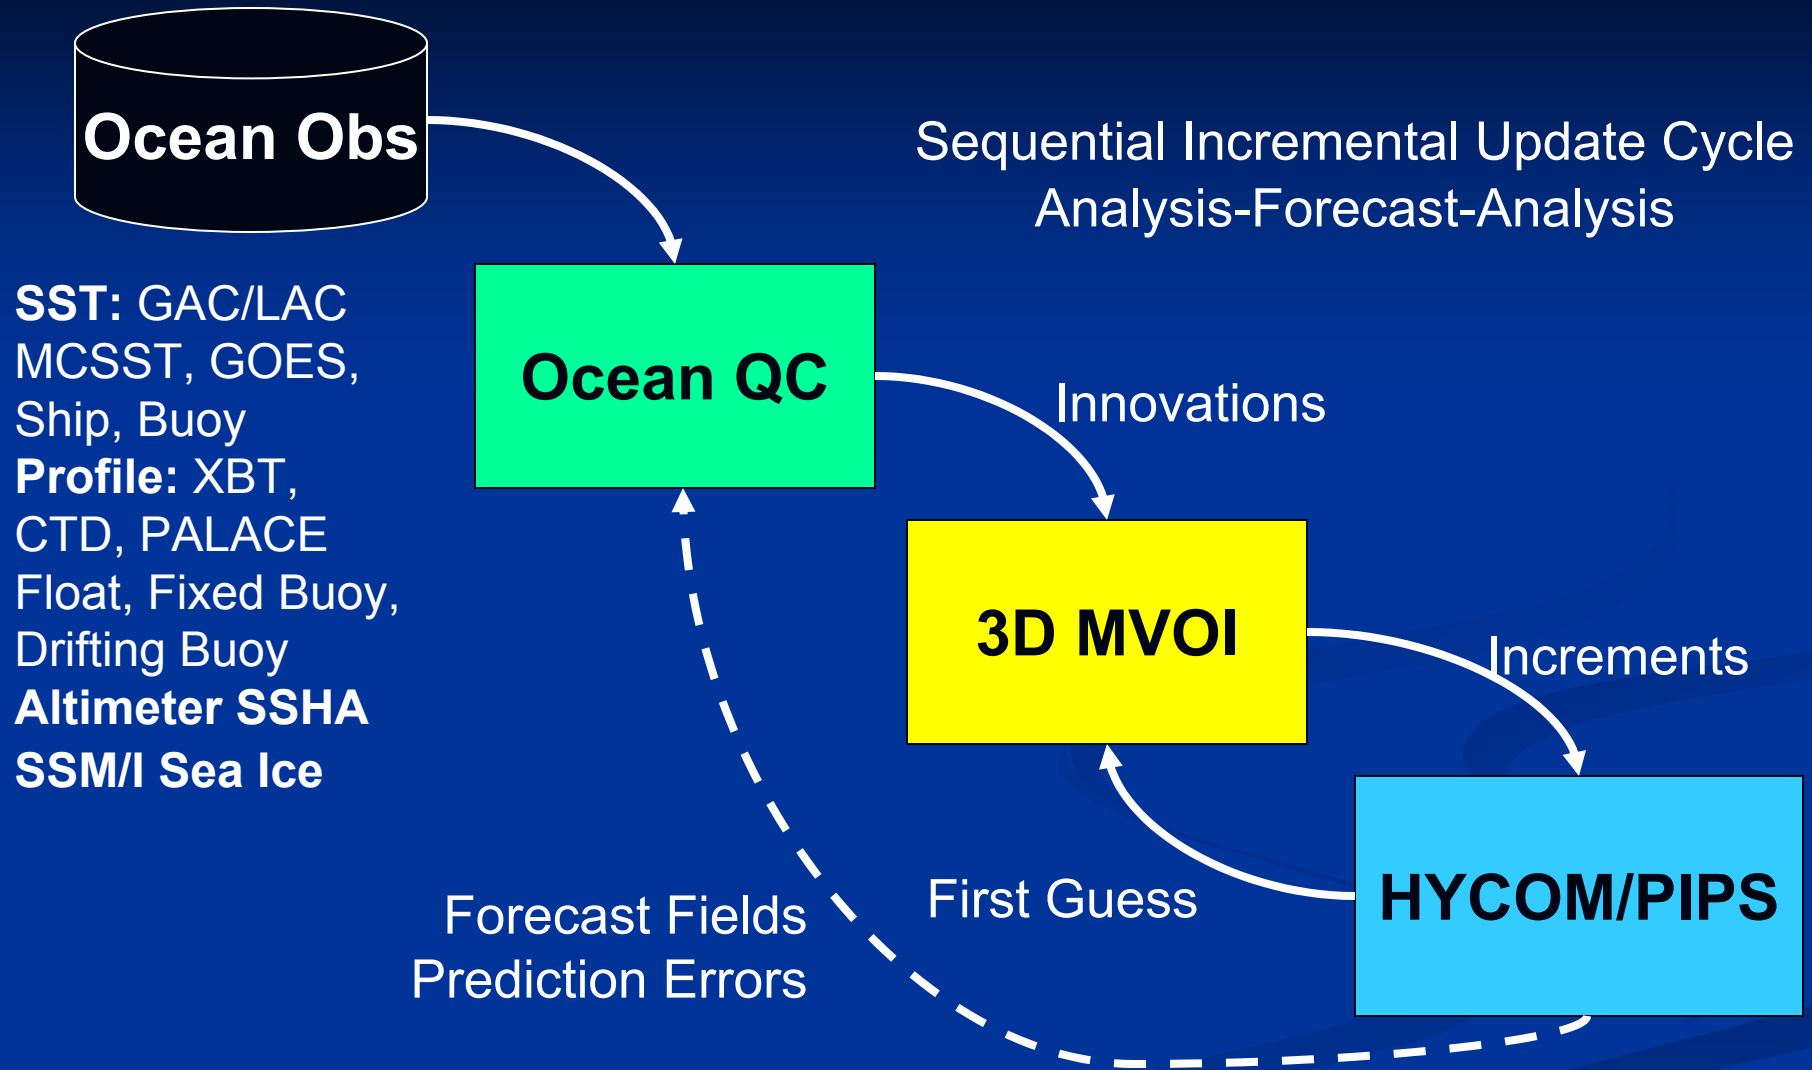 Ocean Obs
Sequential Incremental Update Cycle
Analysis-Forecast-Analysis
SST: GAC/LAC
MCSST, GOES,
Ship, Buoy
Profile: XBT,
CTD, PALACE
Float, Fixed Buoy,
Drifting Buoy
Altimeter SSHA
SSM/I Sea Ice
Ocean QC
Innovations
3D MVOI
Increments
HYCOM/PIPS
First Guess
Forecast Fields
Prediction Errors